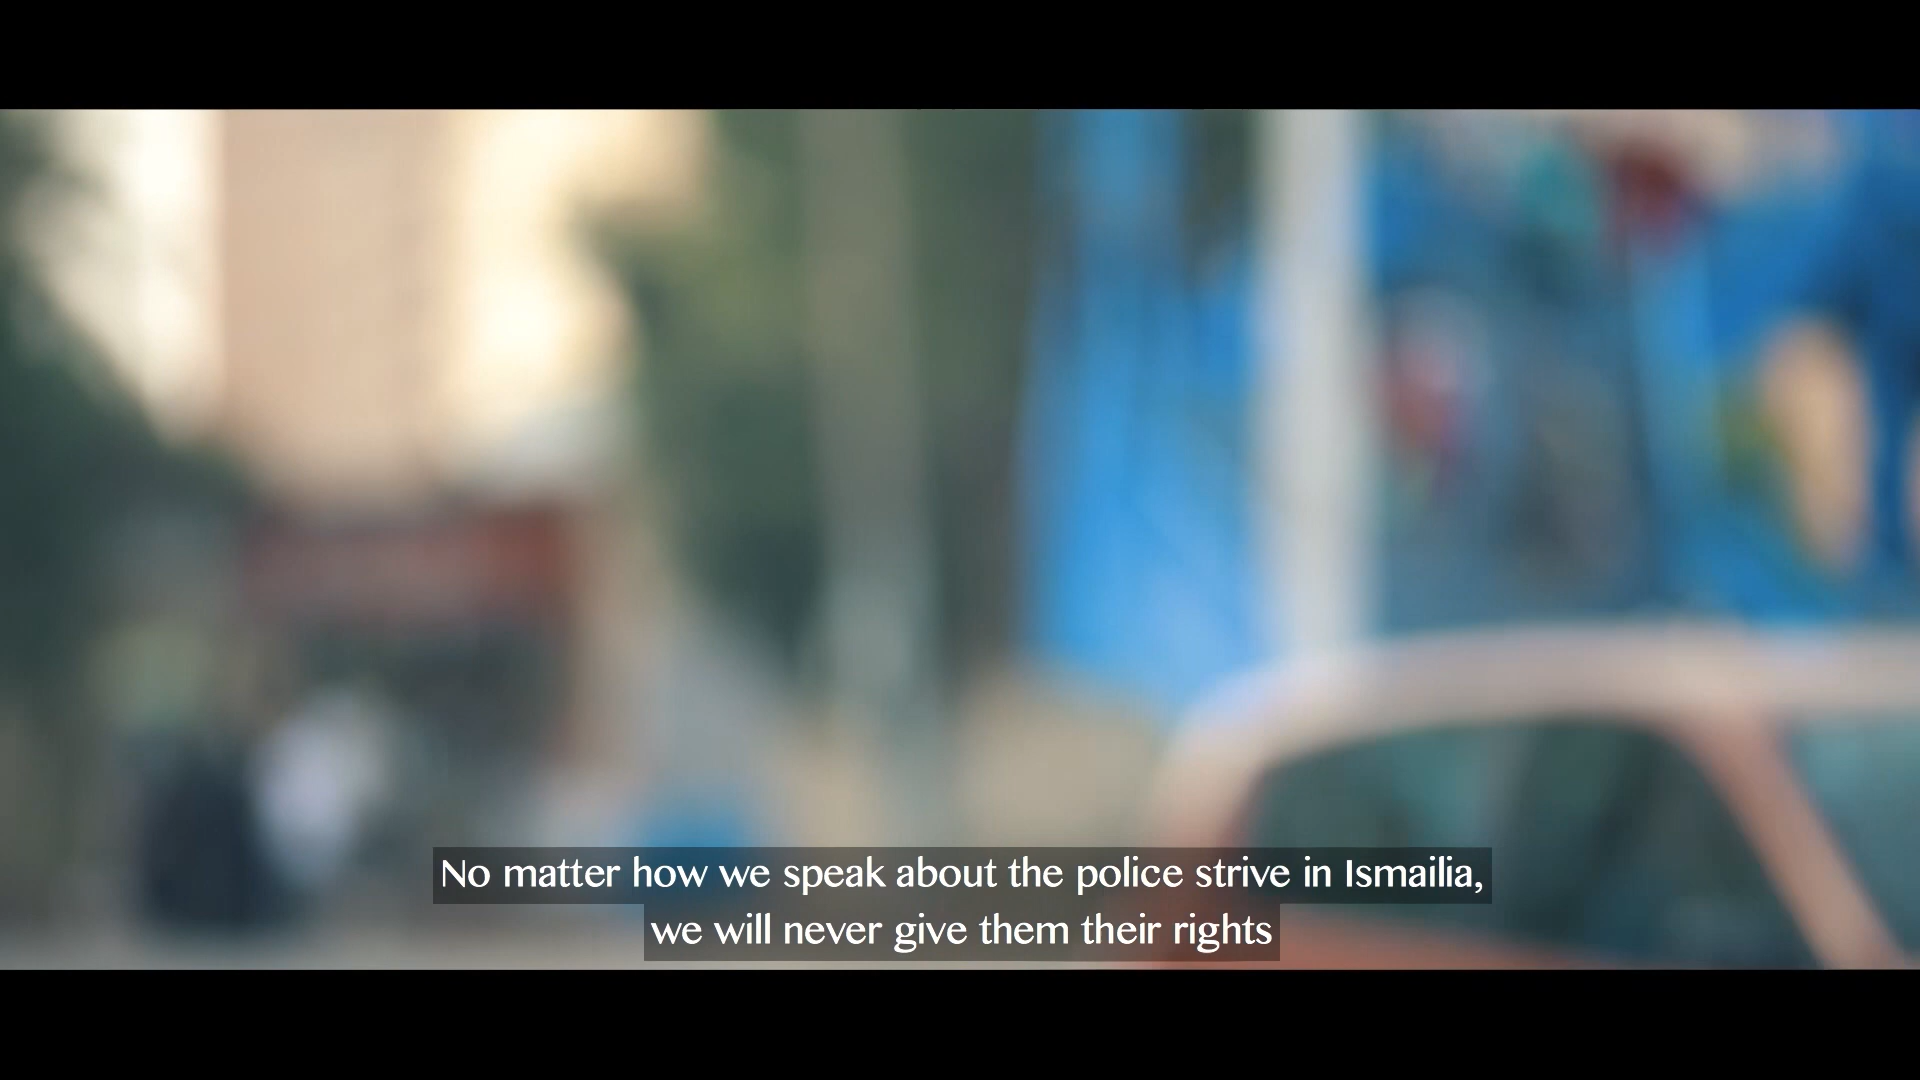 No matter how we speak about the police strive in Ismailia,
we will never give them their rights